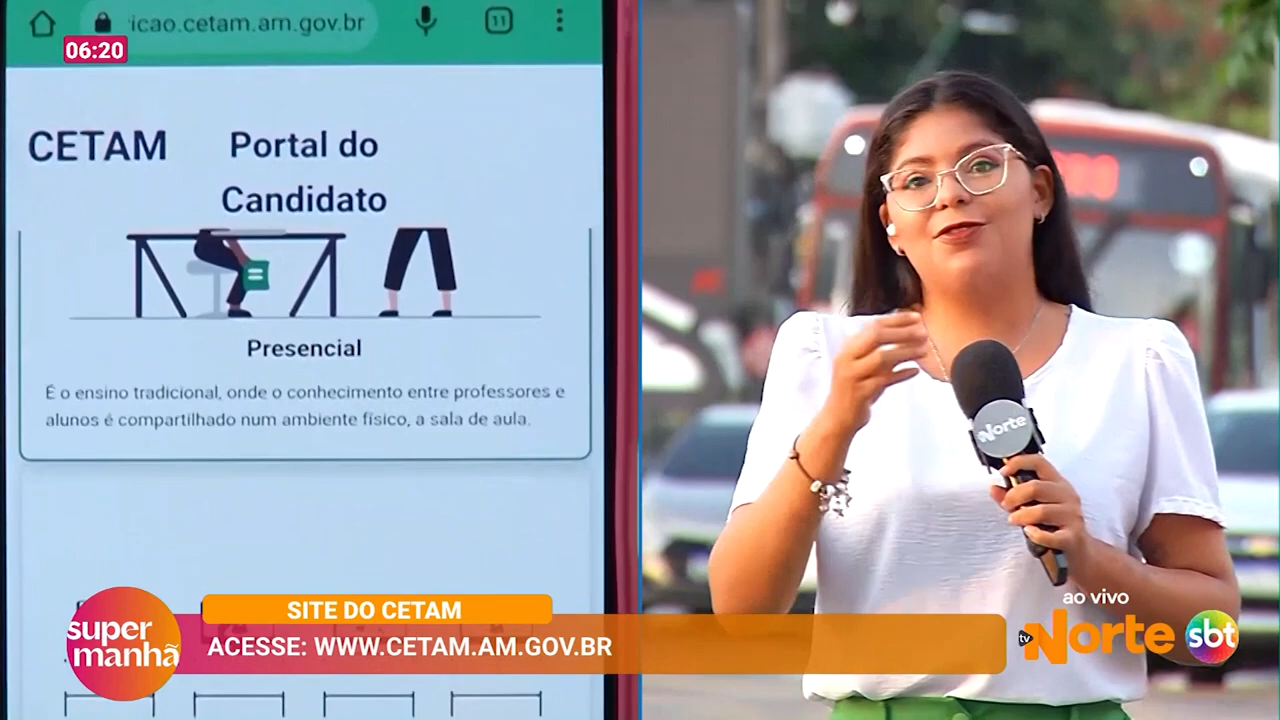 icao.cetam.am.gov.br
11
06:20
CETAM
Portal do
Candidato
Presencial
É o ensino tradicional, onde o conhecimento entre professores e
alunos é compartilhado num ambiente físico, a sala de aula.
Norte
super
manhã
SITE DO CETAM
ACESSE: WWW.CETAM.AM.GOV.BR
ao vivo
tv Norte sbt